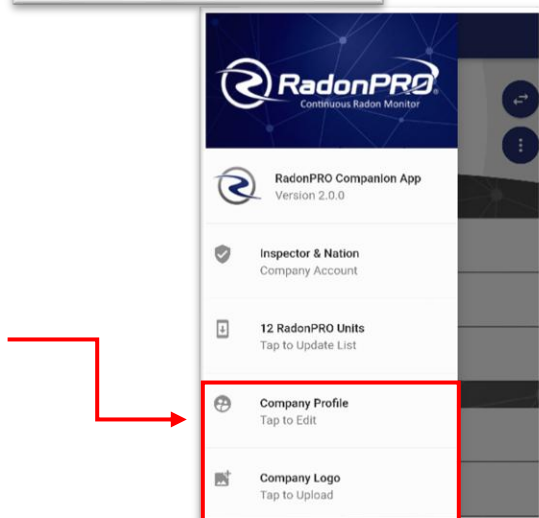 RadonPRO®
Continuous Radon Monitor
RadonPRO Companion App
Version 2.0.0
Inspector & Nation
Company Account
12 RadonPRO Units
Tap to Update List
Company Profile
Tap to Edit
Company Logo
Tap to Upload